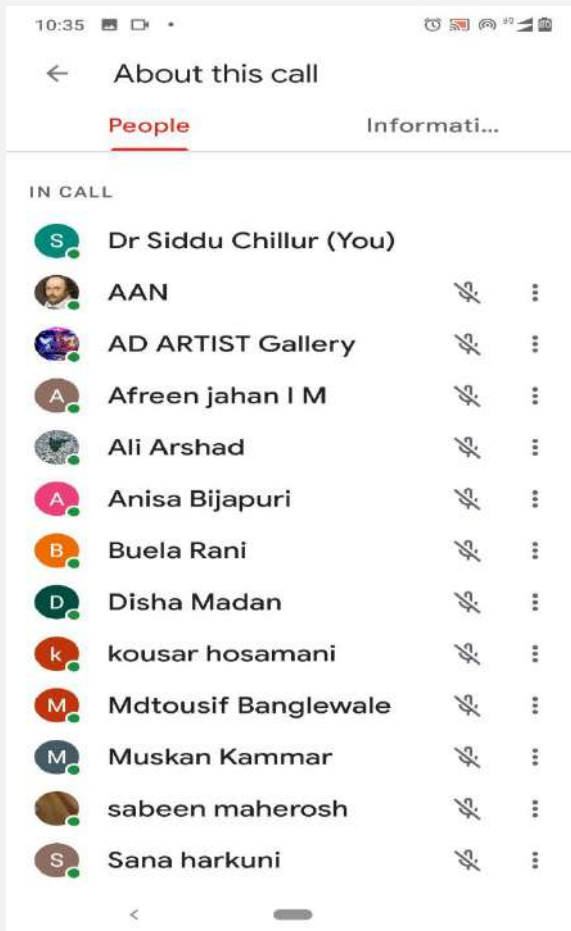 10:35
About this call
People Informati...
IN CALL
S Dr Siddu Chillur (You)
AAN
AD ARTIST Gallery
A Afreen jahan I M
Ali Arshad
A Anisa Bijapuri
B Buela Rani
D Disha Madan
k kousar hosamani
M Mdtousif Banglewale
M Muskan Kammar
sabeen maherosh
S Sana harkuni